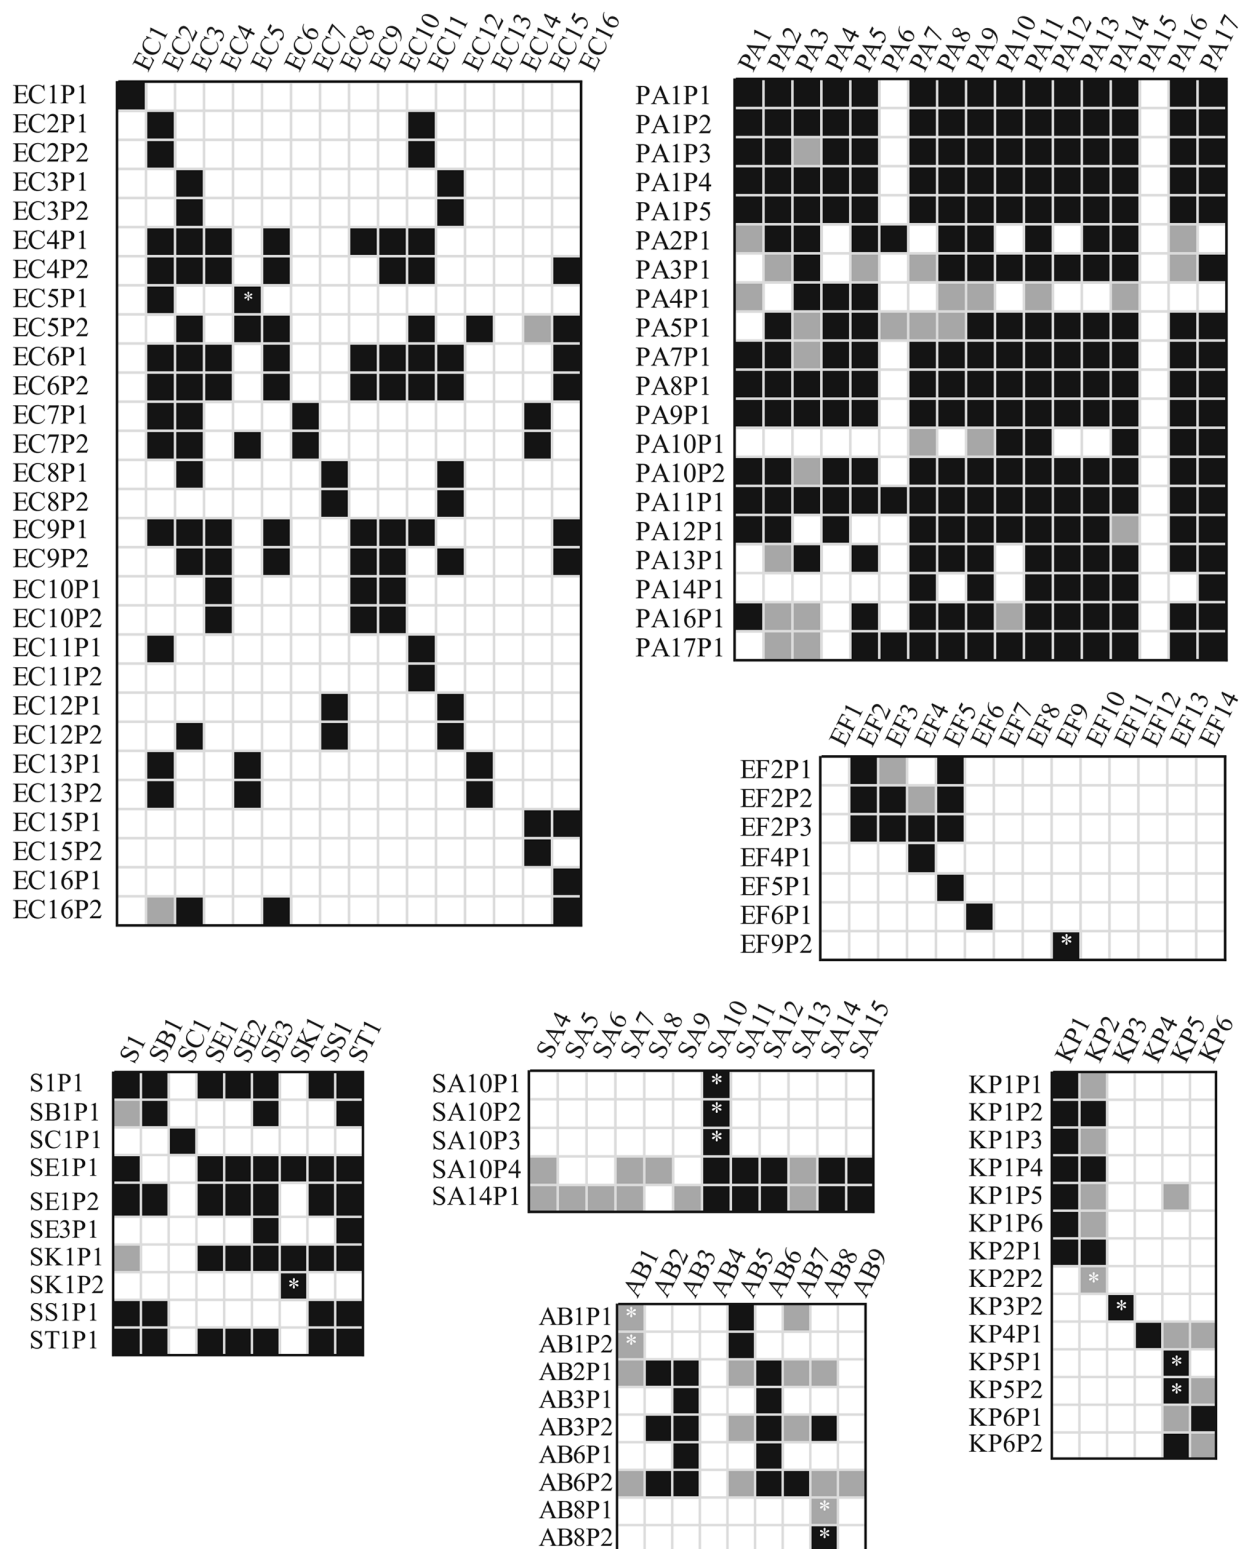 EC1 EC2 EC3 EC4 EC5 EC6 EC7 EC8 EC9 EC10 EC11 EC12 EC13 EC14 EC15 EC16
EC1P1
EC2P1
EC2P2
EC3P1
EC3P2
EC4P1
EC4P2
EC5P1 *
EC5P2
EC6P1
EC6P2
EC7P1
EC7P2
EC8P1
EC8P2
EC9P1
EC9P2
EC10P1
EC10P2
EC11P1
EC11P2
EC12P1
EC12P2
EC13P1
EC13P2
EC15P1
EC15P2
EC16P1
EC16P2
PA1 PA2 PA3 PA4 PA5 PA6 PA7 PA8 PA9 PA10 PA11 PA12 PA13 PA14 PA15 PA16 PA17
PA1P1
PA1P2
PA1P3
PA1P4
PA1P5
PA2P1
PA3P1
PA4P1
PA5P1
PA7P1
PA8P1
PA9P1
PA10P1
PA10P2
PA11P1
PA12P1
PA13P1
PA14P1
PA16P1
PA17P1
EF1 EF2 EF3 EF4 EF5 EF6 EF7 EF8 EF9 EF10 EF11 EF12 EF13 EF14
EF2P1
EF2P2
EF2P3
EF4P1
EF5P1
EF6P1
EF9P2 *
S1 SB1 SC1 SE1 SE2 SE3 SK1 SS1 ST1
S1P1
SB1P1
SC1P1
SE1P1
SE1P2
SE3P1
SK1P1
SK1P2 *
SS1P1
ST1P1
SA4 SA5 SA6 SA7 SA8 SA9 SA10 SA11 SA12 SA13 SA14 SA15
SA10P1 *
SA10P2 *
SA10P3 *
SA10P4
SA14P1
AB1 AB2 AB3 AB4 AB5 AB6 AB7 AB8 AB9
AB1P1 *
AB1P2 *
AB2P1
AB3P1
AB3P2
AB6P1
AB6P2
AB8P1 *
AB8P2 *
KP1 KP2 KP3 KP4 KP5 KP6
KP1P1
KP1P2
KP1P3
KP1P4
KP1P5
KP1P6
KP2P1
KP2P2 *
KP3P2 *
KP4P1
KP5P1 *
KP5P2 *
KP6P1
KP6P2